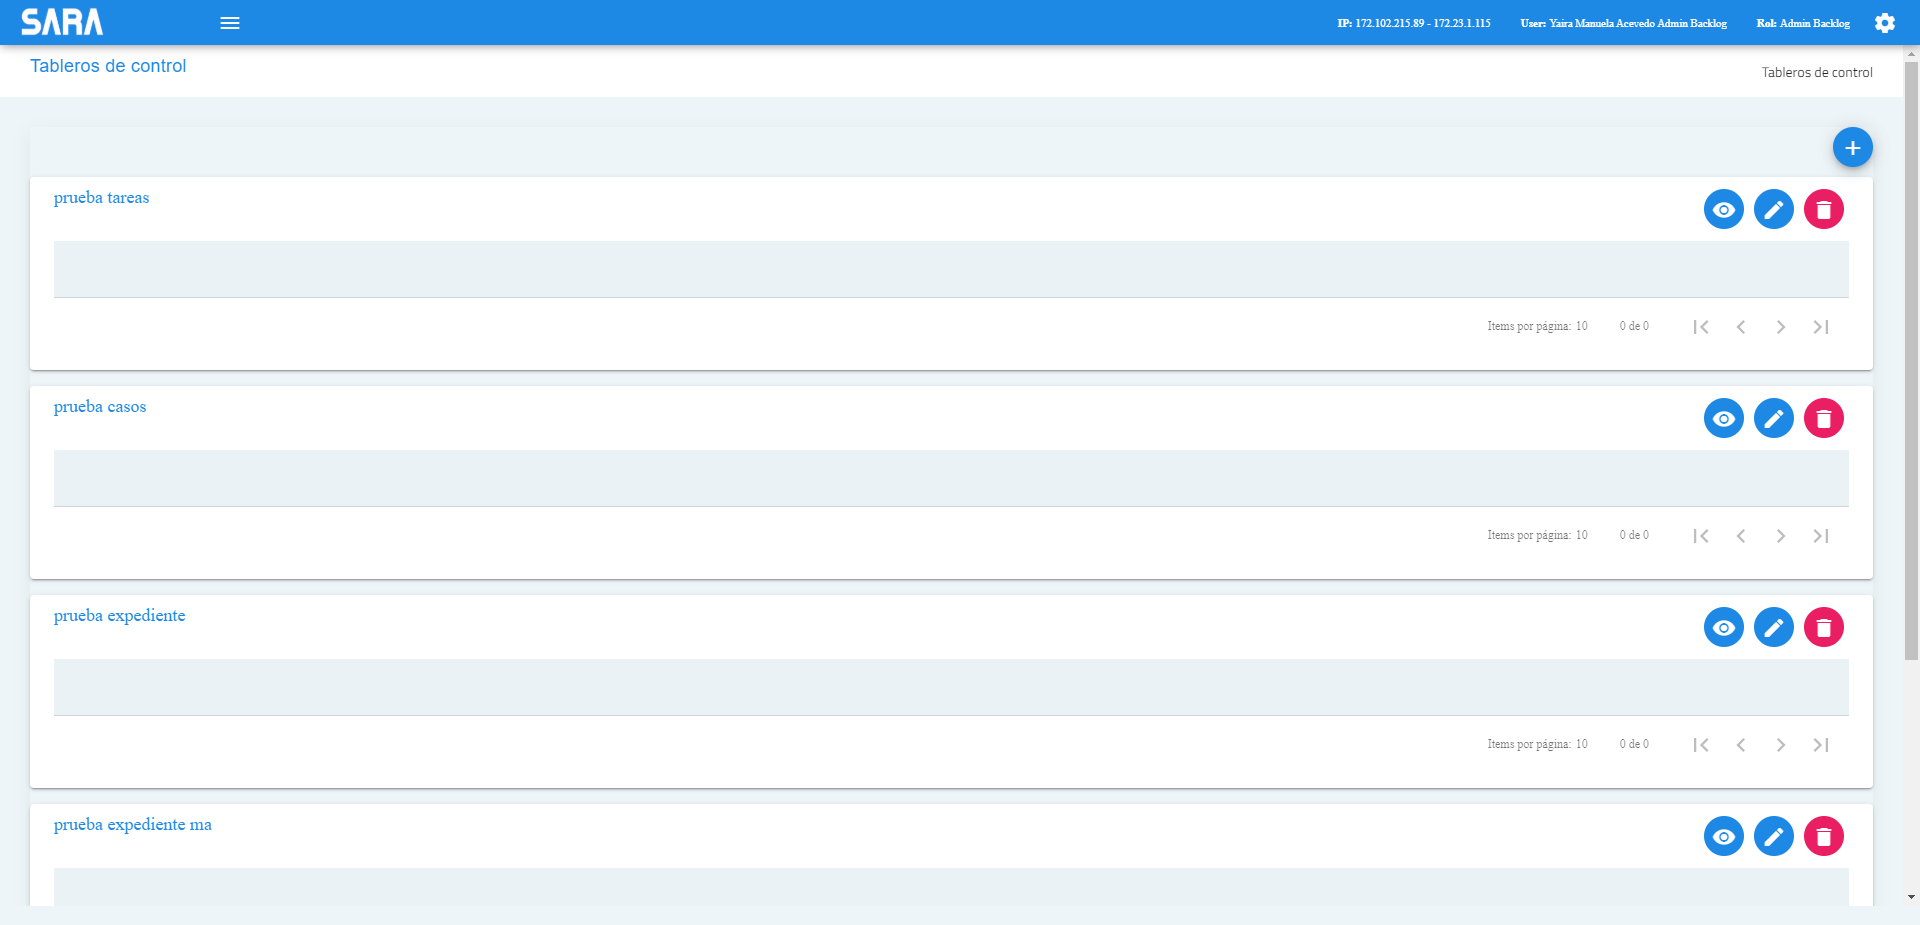 SARA
IP: 172.102.215.89 - 172.23.1.115 User: Yaira Manuela Acevedo Admin Backlog Rol: Admin Backlog
Tableros de control
Tableros de control
prueba tareas
Items por página: 10 0 de 0
prueba casos
Items por página: 10 0 de 0
prueba expediente
Items por página: 10 0 de 0
prueba expediente ma